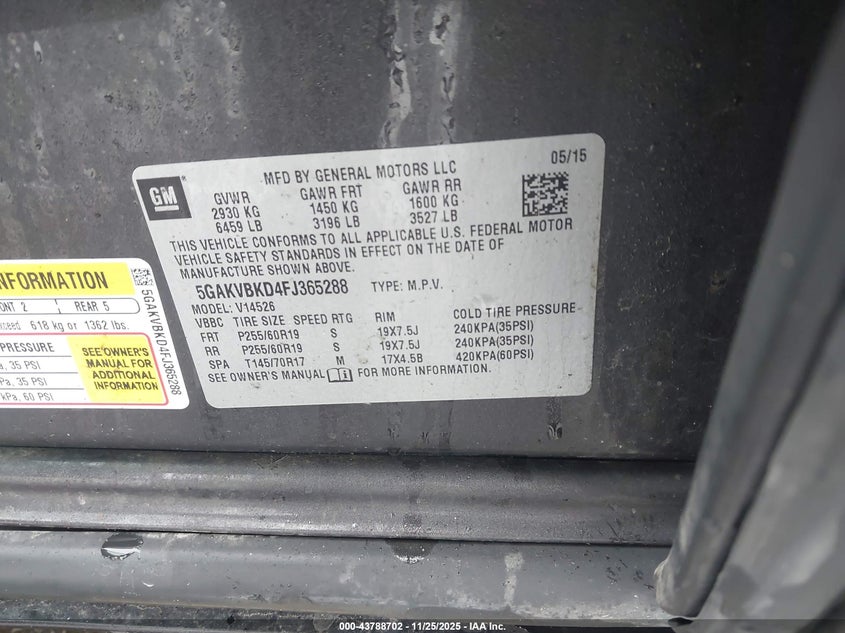 MFD BY GENERAL MOTORS LLC
05/15
GM
GVWR GAWR FRT GAWR RR
2930 KG 1450 KG 1600 KG
6459 LB 3196 LB 3527 LB
THIS VEHICLE CONFORMS TO ALL APPLICABLE U.S. FEDERAL MOTOR
VEHICLE SAFETY STANDARDS IN EFFECT ON THE DATE OF
MANUFACTURE SHOWN ABOVE.
5GAKVBKD4FJ365288 TYPE: M.P.V.
MODEL: V14526
VBBC TIRE SIZE SPEED RTG RIM COLD TIRE PRESSURE
FRT P255/60R19 S 19X7.5J 240KPA(35PSI)
RR P255/60R19 S 19X7.5J 240KPA(35PSI)
SPA T145/70R17 M 17X4.5B 420KPA(60PSI)
SEE OWNER'S MANUAL FOR MORE INFORMATION.
INFORMATION
ONT 2 REAR 5
xceed 618 kg or 1362 lbs.
PRESSURE
a, 35 PSI
a, 35 PSI
kPa, 60 PSI
SEE OWNER'S
MANUAL FOR
ADDITIONAL
INFORMATION
5GAKVBKD4FJ365288
000-43788702 - 11/25/2025 - IAAI.COM